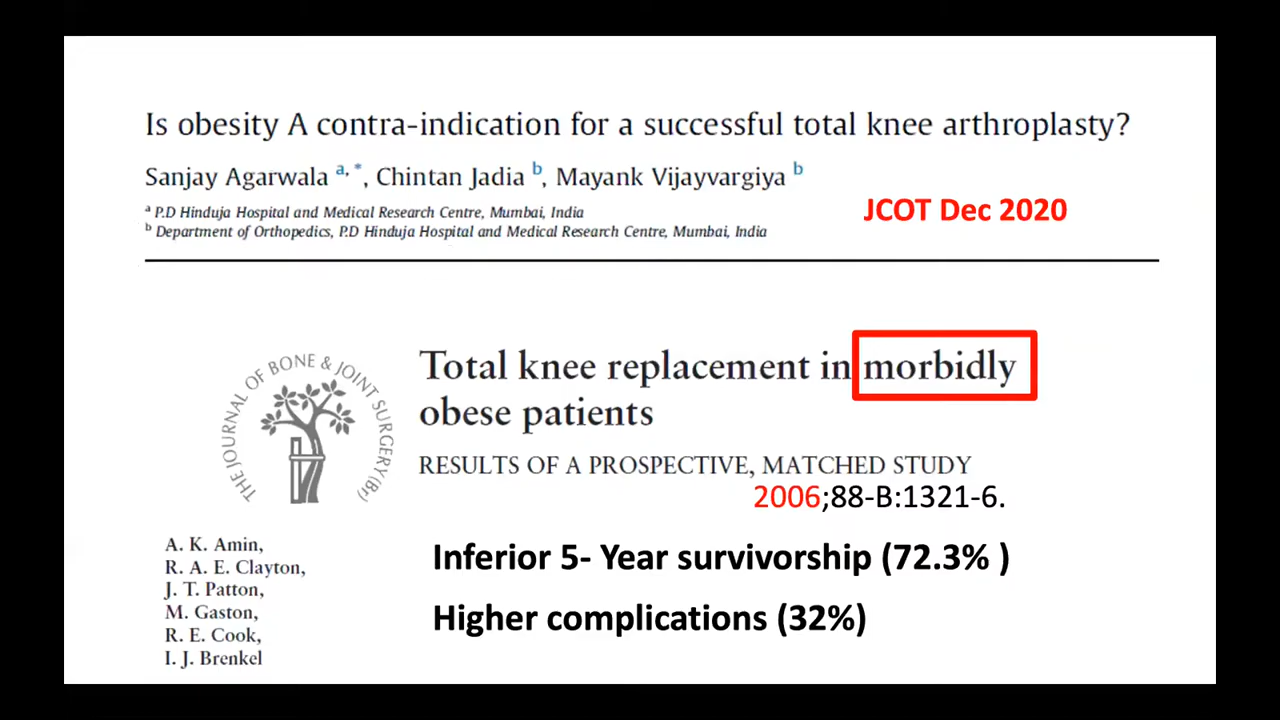 Is obesity A contra-indication for a successful total knee arthroplasty?
Sanjay Agarwala a, *, Chintan Jadia b, Mayank Vijayvargiya b
a P.D Hinduja Hospital and Medical Research Centre, Mumbai, India
b Department of Orthopedics, P.D Hinduja Hospital and Medical Research Centre, Mumbai, India
JCOT Dec 2020
THE JOURNAL OF BONE & JOINT SURGERY (Br)
Total knee replacement in morbidly
obese patients
RESULTS OF A PROSPECTIVE, MATCHED STUDY
2006;88-B:1321-6.
A. K. Amin,
R. A. E. Clayton,
J. T. Patton,
M. Gaston,
R. E. Cook,
I. J. Brenkel
Inferior 5- Year survivorship (72.3% )
Higher complications (32%)